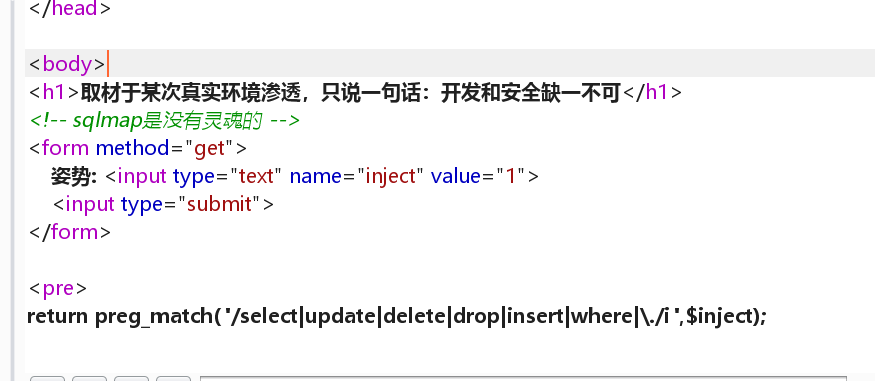 </head>
<body>
<h1>取材于某次真实环境渗透，只说一句话：开发和安全缺一不可</h1>
<!-- sqlmap是没有灵魂的 -->
<form method="get">
姿势: <input type="text" name="inject" value="1">
<input type="submit">
</form>
<pre>
return preg_match('/select|update|delete|drop|insert|where|\./i',$inject);